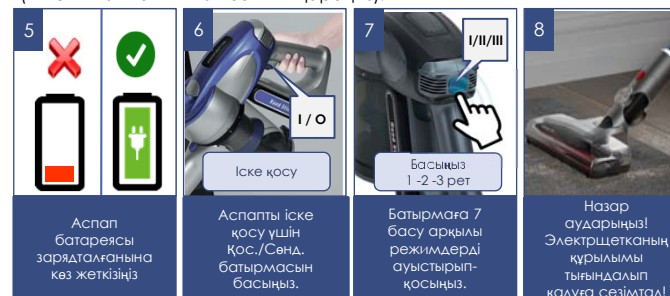 5
Аспап
батареясы
зарядталғанына
көз жеткізіңіз
6
I / O
Іске қосу
Аспапты іске
қосу үшін
Қос./Сөнд.
батырмасын
басыңыз.
7
I/II/III
Басыңыз
1 -2 -3 рет
Батырмаға 7
басу арқылы
режимдерді
ауыстырып-
қосыңыз.
8
Назар
аударыңыз!
Электрщетканың
құрылымы
тығындалып
қалуға сезімтал!